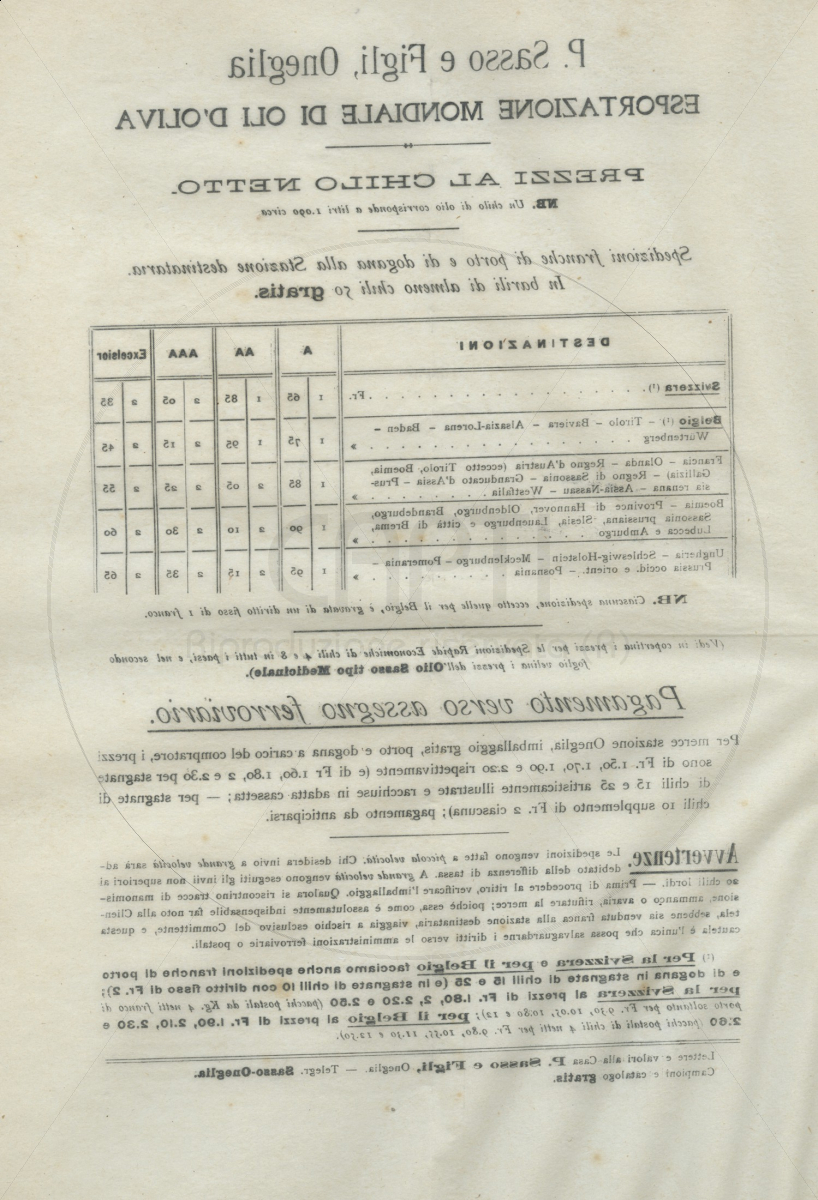 P. Sasso e Figli, Oneglia
ESPORTAZIONE MONDIALE DI OLI D'OLIVA
PREZZI AL CHILO NETTO.
NB. Un chilo di olio corrisponde a litri 1.090 circa
Spedizioni franche di porto e di dogana alla Stazione destinataria.
In barili di almeno chili 50 gratis.
DESTINAZIONI A AA AAA Excelsior
Svizzera (1) . . . . . . . . . . . . . . . . Fr. 1 65 1 85 2 05 2 35
Belgio (1) – Tirolo – Baviera – Alsazia-Lorena – Baden –
Würtenberg . . . . . . . . . . . . . . . . » 1 75 1 95 2 15 2 45
Francia – Olanda – Regno d'Austria (eccetto Tirolo, Boemia,
Gallizia) – Regno di Sassonia – Granducato d'Assia – Prus-
sia renana – Assia-Nassau – Westfalia . . . . . . . . » 1 85 2 05 2 25 2 55
Boemia – Province di Hannover, Oldenburgo, Brandeburgo,
Sassonia prussiana, Slesia, Lauenburgo e città di Brema,
Lubecca e Amburgo . . . . . . . . . . . . . » 1 90 2 10 2 30 2 60
Ungheria – Schleswig-Holstein – Mecklemburgo – Pomerania –
Prussia occid. e orient. – Posnania . . . . . . . . » 1 95 2 15 2 35 2 65
NB. Ciascuna spedizione, eccetto quelle per il Belgio, è gravata di un diritto fisso di 1 franco.
(Vedi in copertina i prezzi per le Spedizioni Rapide Economiche di chili 4 e 8 in tutti i paesi, e nel secondo
foglio velina i prezzi dell'Olio Sasso tipo Medicinale).
Pagamento verso assegno ferroviario.
Per merce stazione Oneglia, imballaggio gratis, porto e dogana a carico del compratore, i prezzi
sono di Fr. 1.50, 1.70, 1.90 e 2.20 rispettivamente (e di Fr 1.60, 1.80, 2 e 2.30 per stagnate
di chili 15 e 25 artisticamente illustrate e racchiuse in adatta cassetta; — per stagnate di
chili 10 supplemento di Fr. 2 ciascuna); pagamento da anticiparsi.
Avvertenze. Le spedizioni vengono fatte a piccola velocità. Chi desidera invio a grande velocità sarà ad-
debitato della differenza di tassa. A grande velocità vengono eseguiti gli invii non superiori ai
20 chili lordi. — Prima di procedere al ritiro, verificare l'imballaggio. Qualora si riscontrino tracce di manomis-
sione, ammanco o avaria, rifiutare la merce; poichè essa, come è assolutamente indispensabile far noto alla Clien-
tela, sebbene sia venduta franca alla stazione destinataria, viaggia a rischio esclusivo del Committente, e questa
cautela è l'unica che possa salvaguardarne i diritti verso le amministrazioni ferroviarie o postali.
(1) Per la Svizzera e per il Belgio facciamo anche spedizioni franche di porto
e di dogana in stagnate di chili 15 e 25 (e in stagnate di chili 10 con diritto fisso di Fr. 2);
per la Svizzera ai prezzi di Fr. 1.80, 2, 2.20 e 2.50 (pacchi postali da Kg. 4 netti franco di
porto soltanto per Fr. 9.30, 10.05, 10.80 e 12); per il Belgio ai prezzi di Fr. 1.90, 2.10, 2.30 e
2.60 (pacchi postali di chili 4 netti per Fr. 9.80, 10.55, 11.30 e 12.50).
Lettere e valori alla Casa P. Sasso e Figli, Oneglia. — Telegr. Sasso-Oneglia.
Campioni e catalogo gratis.